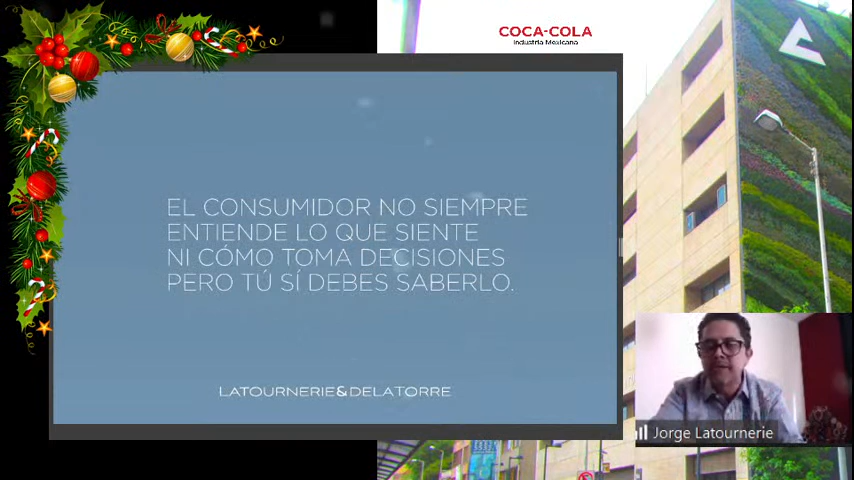 COCA-COLA
Industria Mexicana
EL CONSUMIDOR NO SIEMPRE
ENTIENDE LO QUE SIENTE
NI CÓMO TOMA DECISIONES
PERO TÚ SÍ DEBES SABERLO.
LATOURNERIE&DELATORRE
Jorge Latournerie